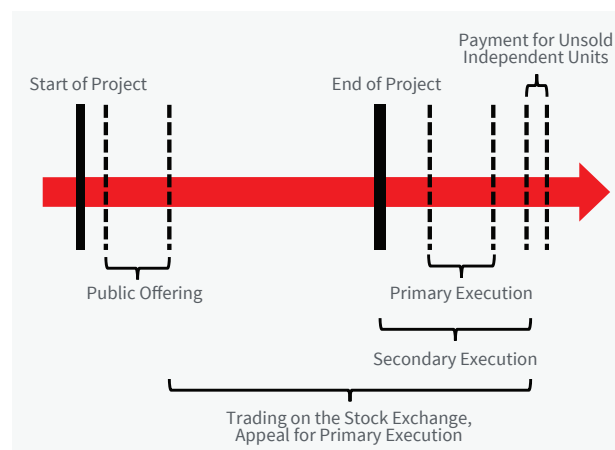 Payment for Unsold
Independent Units
Start of Project
End of Project
Public Offering
Primary Execution
Secondary Execution
Trading on the Stock Exchange,
Appeal for Primary Execution